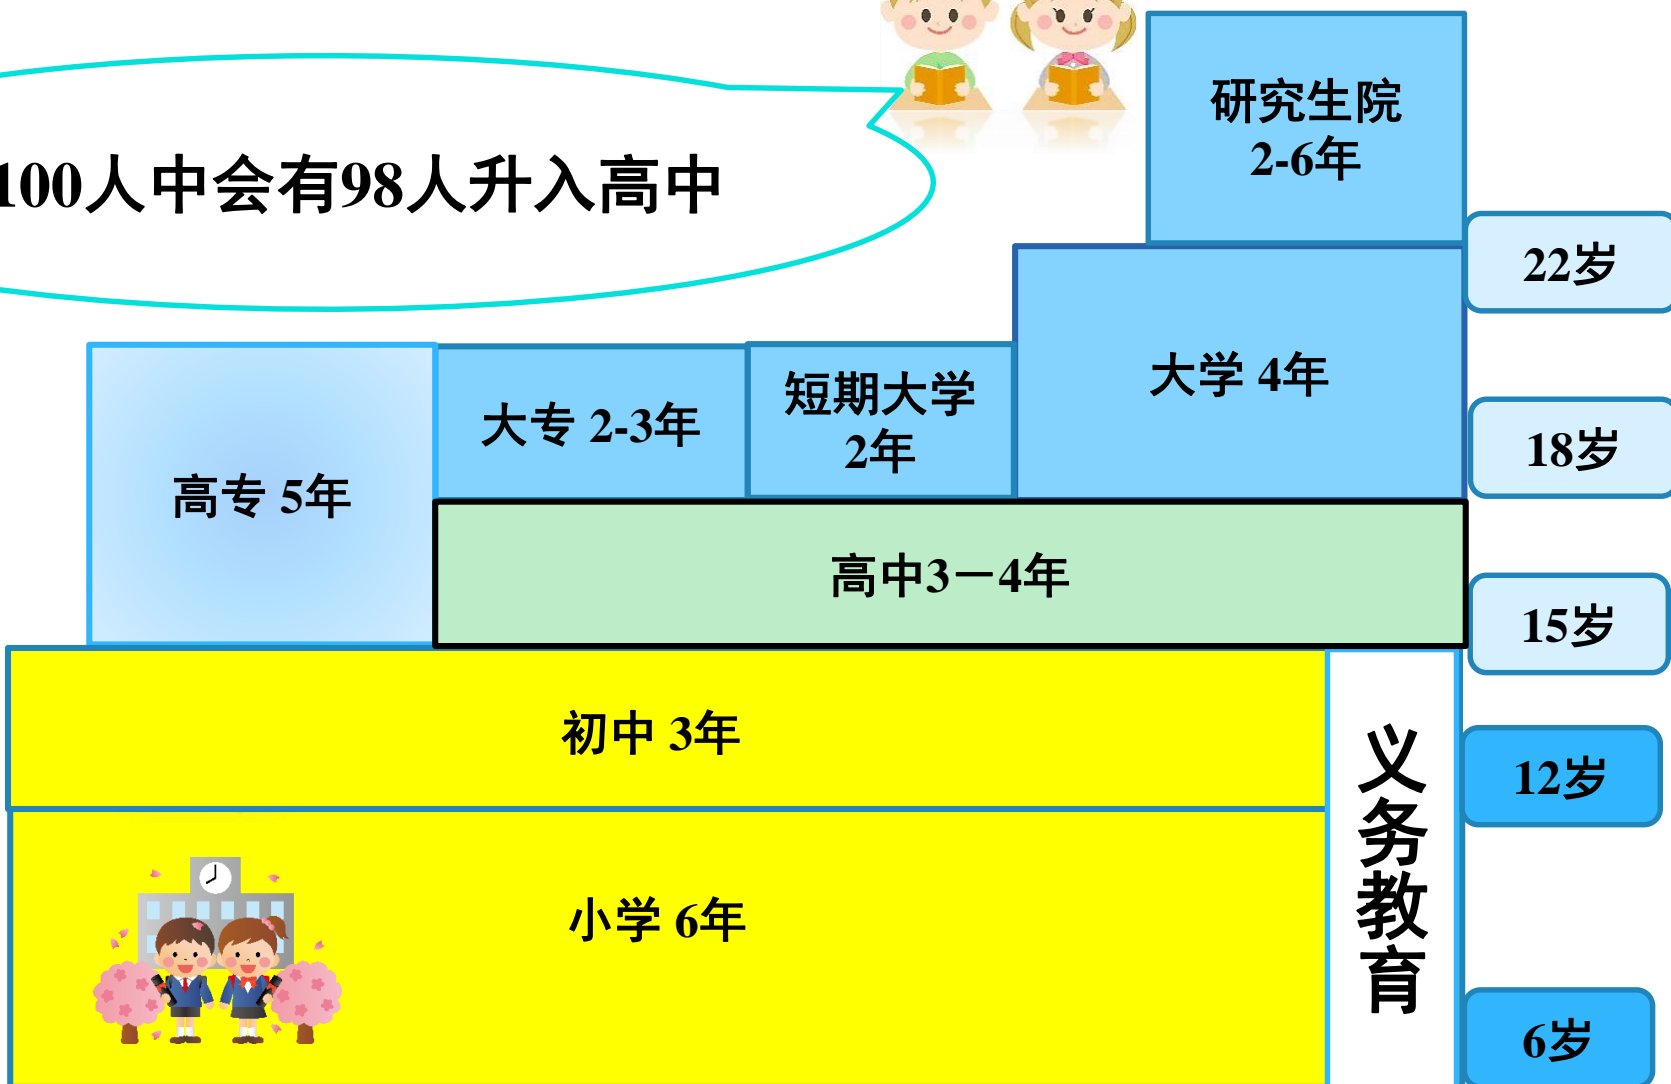 100人中会有98人升入高中
研究生院
2-6年
22岁
大学 4年
短期大学
2年
大专 2-3年
18岁
高专 5年
高中3－4年
15岁
初中 3年
义务教育
12岁
小学 6年
6岁